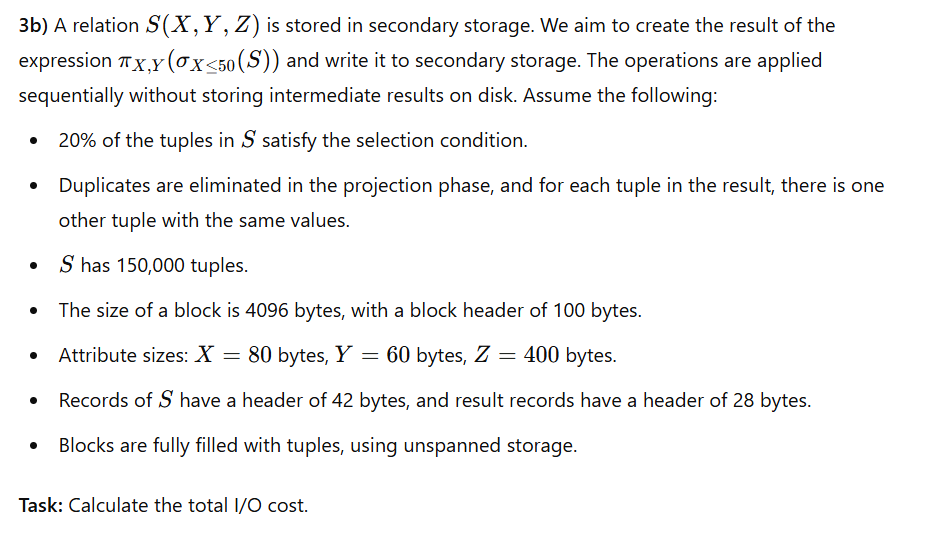 3b) A relation S(X, Y, Z) is stored in secondary storage. We aim to create the result of the
expression π_{X,Y}(σ_{X≤50}(S)) and write it to secondary storage. The operations are applied
sequentially without storing intermediate results on disk. Assume the following:
• 20% of the tuples in S satisfy the selection condition.
• Duplicates are eliminated in the projection phase, and for each tuple in the result, there is one
other tuple with the same values.
• S has 150,000 tuples.
• The size of a block is 4096 bytes, with a block header of 100 bytes.
• Attribute sizes: X = 80 bytes, Y = 60 bytes, Z = 400 bytes.
• Records of S have a header of 42 bytes, and result records have a header of 28 bytes.
• Blocks are fully filled with tuples, using unspanned storage.
Task: Calculate the total I/O cost.